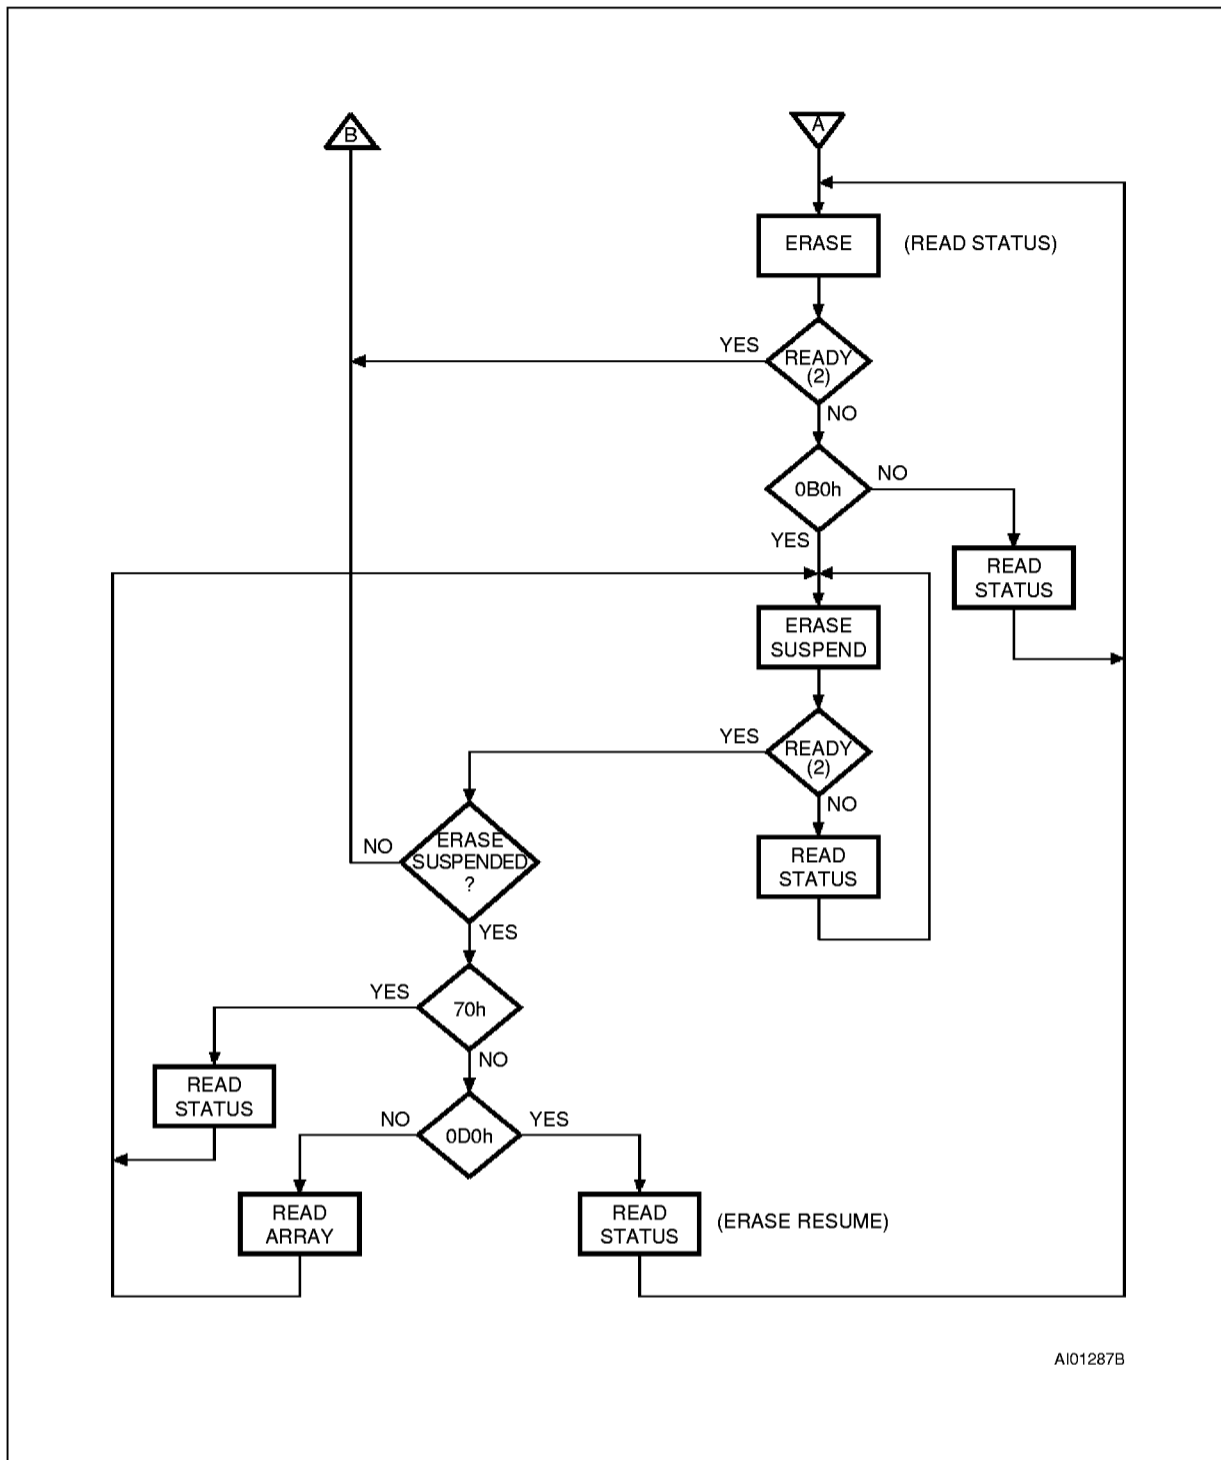 B
A
ERASE
(READ STATUS)
YES
READY
(2)
NO
0B0h
NO
YES
READ
STATUS
ERASE
SUSPEND
YES
READY
(2)
NO
ERASE
SUSPENDED
?
NO
READ
STATUS
YES
YES
70h
NO
READ
STATUS
NO
0D0h
YES
READ
ARRAY
READ
STATUS
(ERASE RESUME)
AI01287B